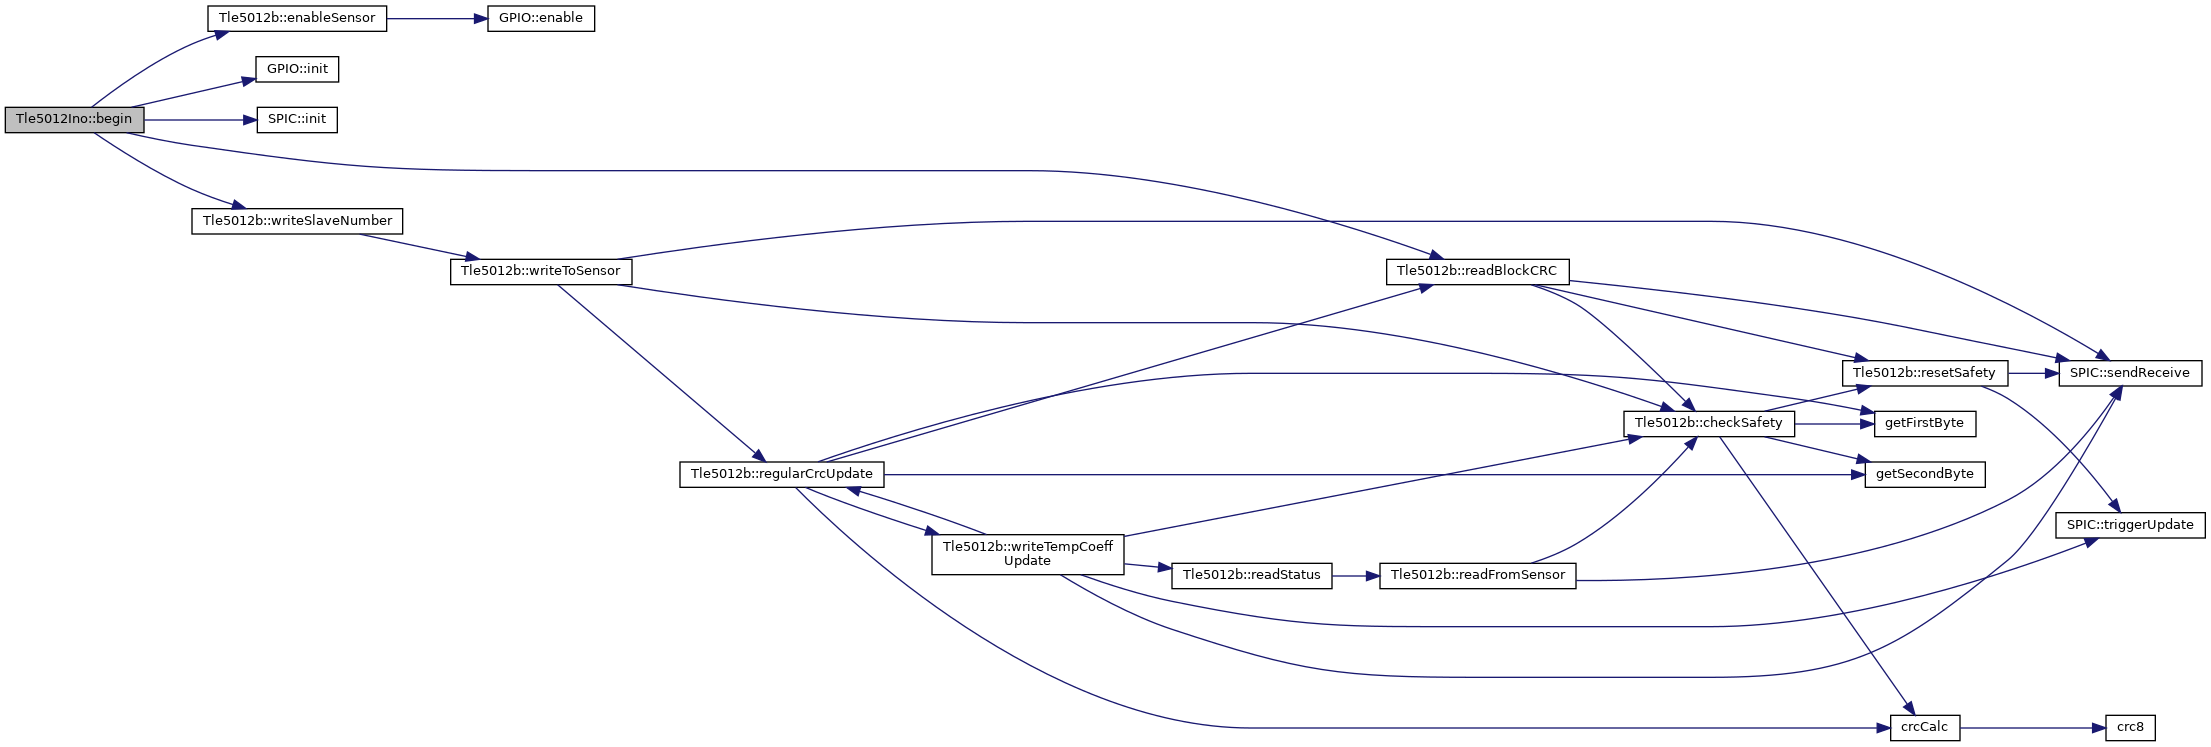 Tle5012b::enableSensor
GPIO::enable
GPIO::init
Tle5012Ino::begin
SPIC::init
Tle5012b::writeSlaveNumber
Tle5012b::writeToSensor
Tle5012b::readBlockCRC
Tle5012b::resetSafety
SPIC::sendReceive
Tle5012b::checkSafety
getFirstByte
Tle5012b::regularCrcUpdate
getSecondByte
SPIC::triggerUpdate
Tle5012b::writeTempCoeff
Update
Tle5012b::readStatus
Tle5012b::readFromSensor
crcCalc
crc8